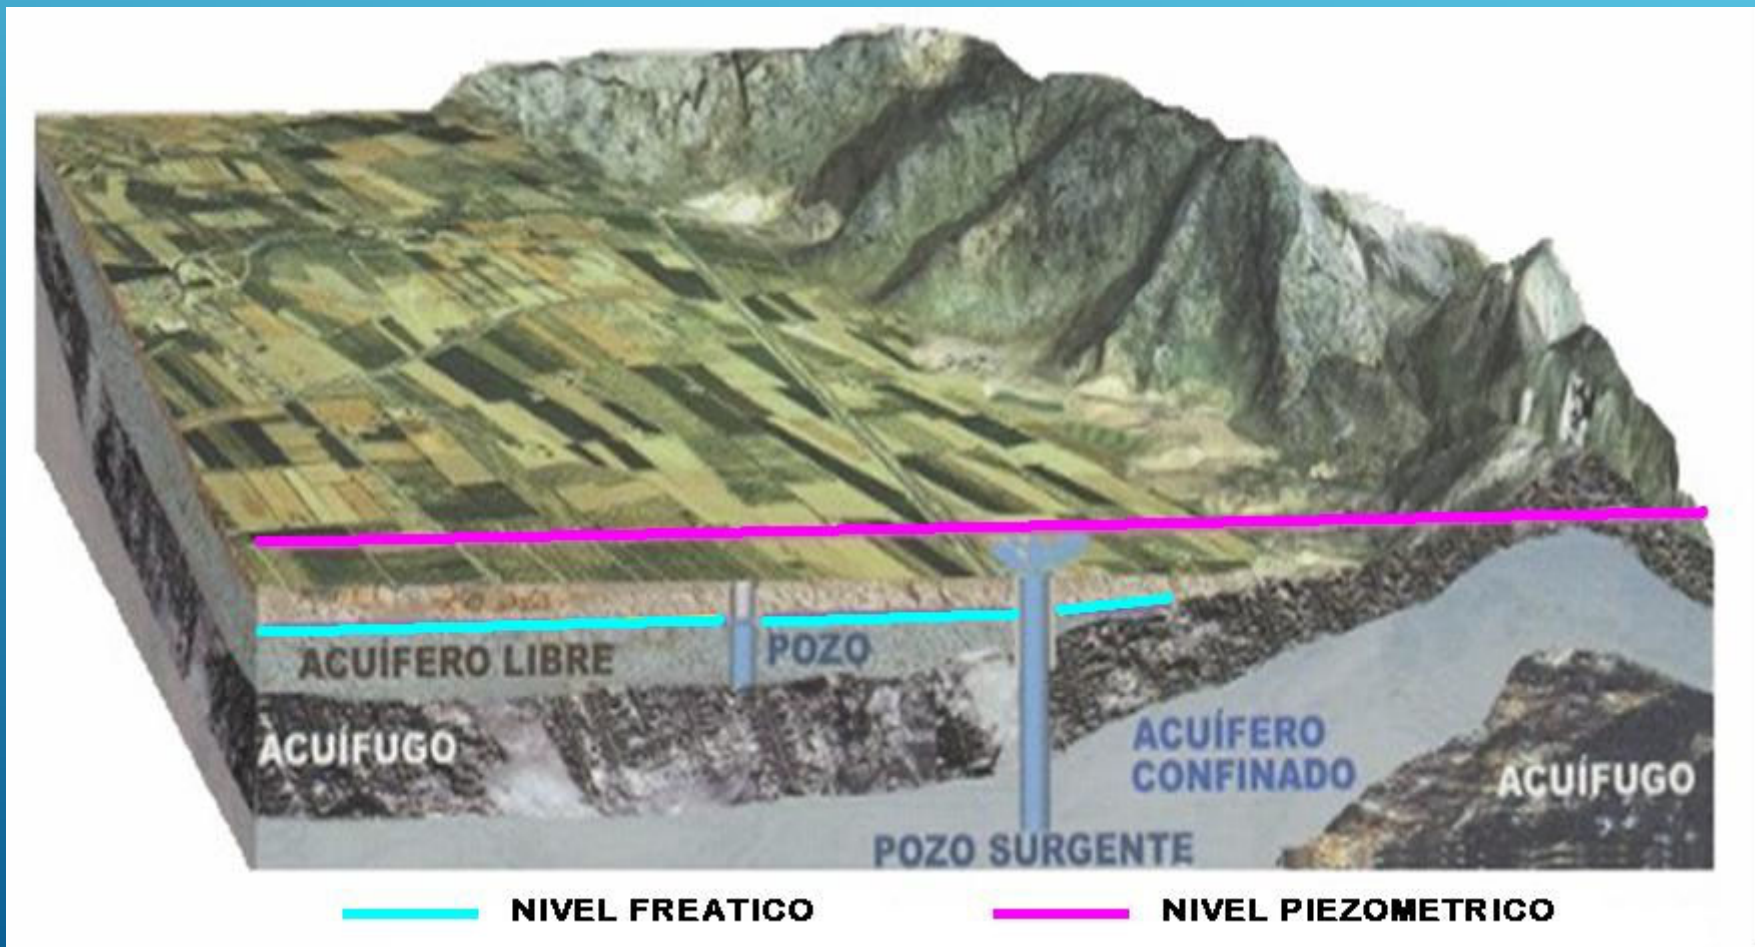 ACUÍFERO LIBRE
POZO
ACUÍFUGO
ACUÍFERO
CONFINADO
ACUÍFUGO
POZO SURGENTE
NIVEL FREATICO
NIVEL PIEZOMETRICO